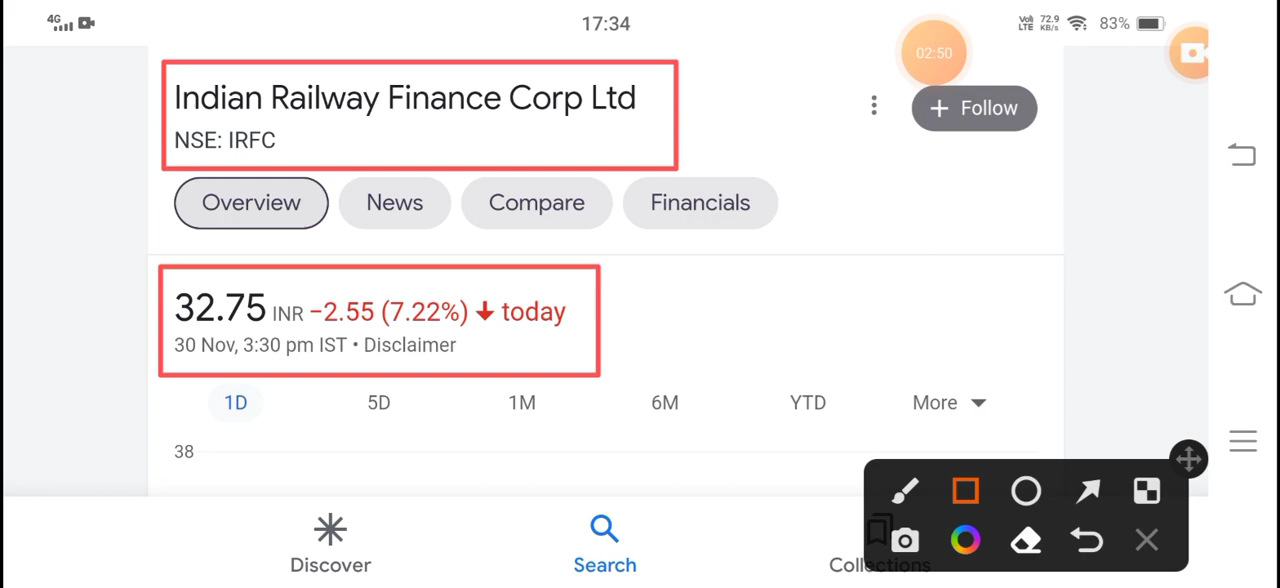 4G 17:34 Voll LTE 72.9 KB/s 83%
02:50
Indian Railway Finance Corp Ltd
NSE: IRFC
+ Follow
Overview News Compare Financials
32.75 INR −2.55 (7.22%) ↓ today
30 Nov, 3:30 pm IST • Disclaimer
1D 5D 1M 6M YTD More
38
Discover Search Collections